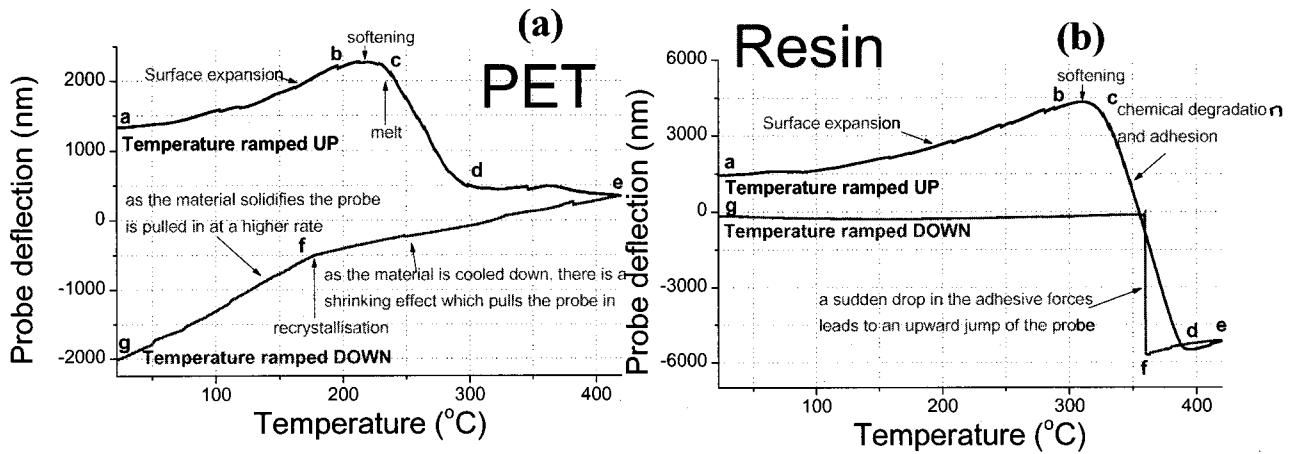 (a)
softening
b
c
PET
Surface expansion
a
melt
Temperature ramped UP
d
e
as the material solidifies the probe
is pulled in at a higher rate
f
as the material is cooled down, there is a
shrinking effect which pulls the probe in
recrystallisation
g
Temperature ramped DOWN
Probe deflection (nm)
2000
1000
0
-1000
-2000
100
200
300
400
Temperature (°C)
Resin
(b)
softening
b
c
chemical degradation
and adhesion
Surface expansion
a
Temperature ramped UP
g
Temperature ramped DOWN
a sudden drop in the adhesive forces
leads to an upward jump of the probe
d
e
f
Probe deflection (nm)
6000
3000
0
-3000
-6000
100
200
300
400
Temperature (°C)